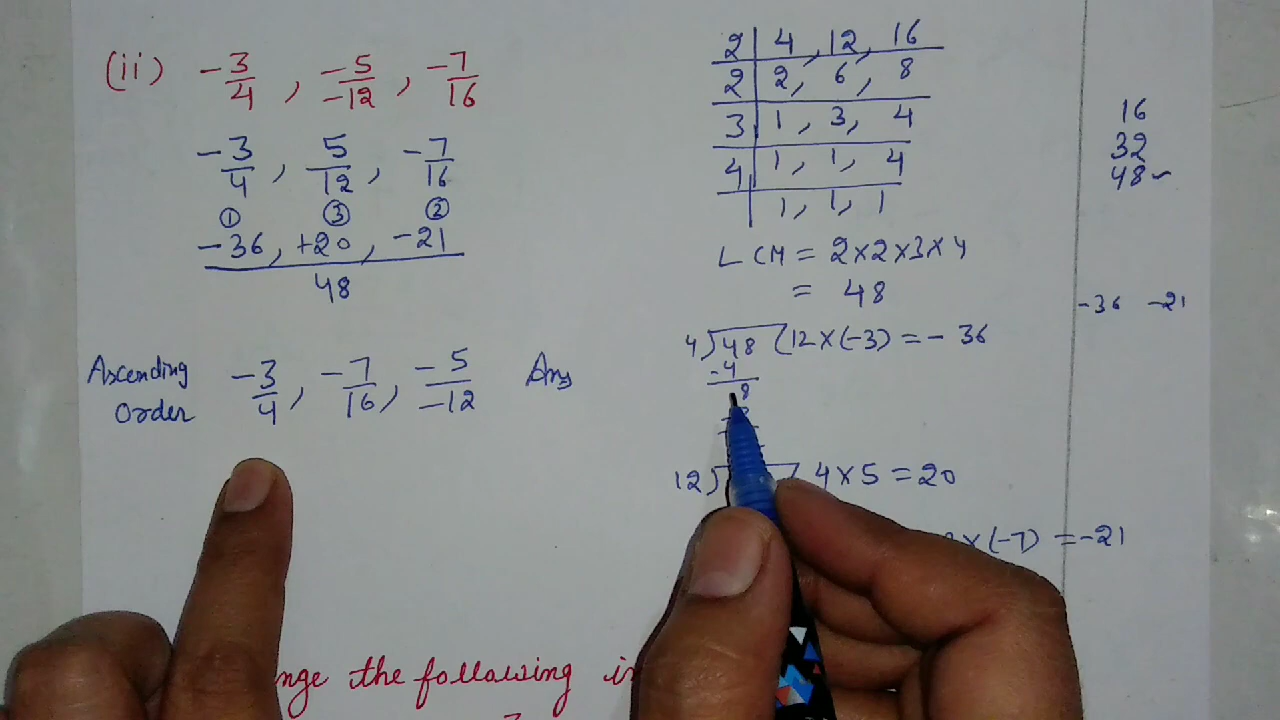 (ii) -3/4 , -5/-12 , -7/16
-3/4 , 5/12 , -7/16
① ③ ②
-36, +20, -21
48
Ascending Order -3/4, -7/16, -5/-12 Ans
2 | 4, 12, 16
2 | 2, 6, 8
3 | 1, 3, 4
4 | 1, 1, 4
1, 1, 1
LCM = 2×2×3×4
= 48
4) 48 (12×(-3) = -36
-4
8
12) 4×5 = 20
×(-7) = -21
16
32
48
-36 -21
the following